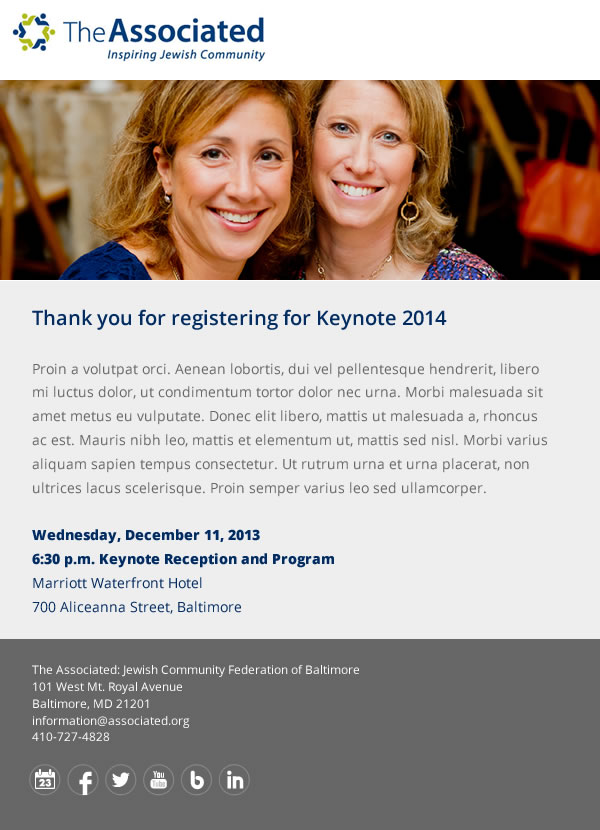 The Associated
Inspiring Jewish Community
Thank you for registering for Keynote 2014
Proin a volutpat orci. Aenean lobortis, dui vel pellentesque hendrerit, libero
mi luctus dolor, ut condimentum tortor dolor nec urna. Morbi malesuada sit
amet metus eu vulputate. Donec elit libero, mattis ut malesuada a, rhoncus
ac est. Mauris nibh leo, mattis et elementum ut, mattis sed nisl. Morbi varius
aliquam sapien tempus consectetur. Ut rutrum urna et urna placerat, non
ultrices lacus scelerisque. Proin semper varius leo sed ullamcorper.
Wednesday, December 11, 2013
6:30 p.m. Keynote Reception and Program
Marriott Waterfront Hotel
700 Aliceanna Street, Baltimore
The Associated: Jewish Community Federation of Baltimore
101 West Mt. Royal Avenue
Baltimore, MD 21201
information@associated.org
410-727-4828
23 f You Tube b in